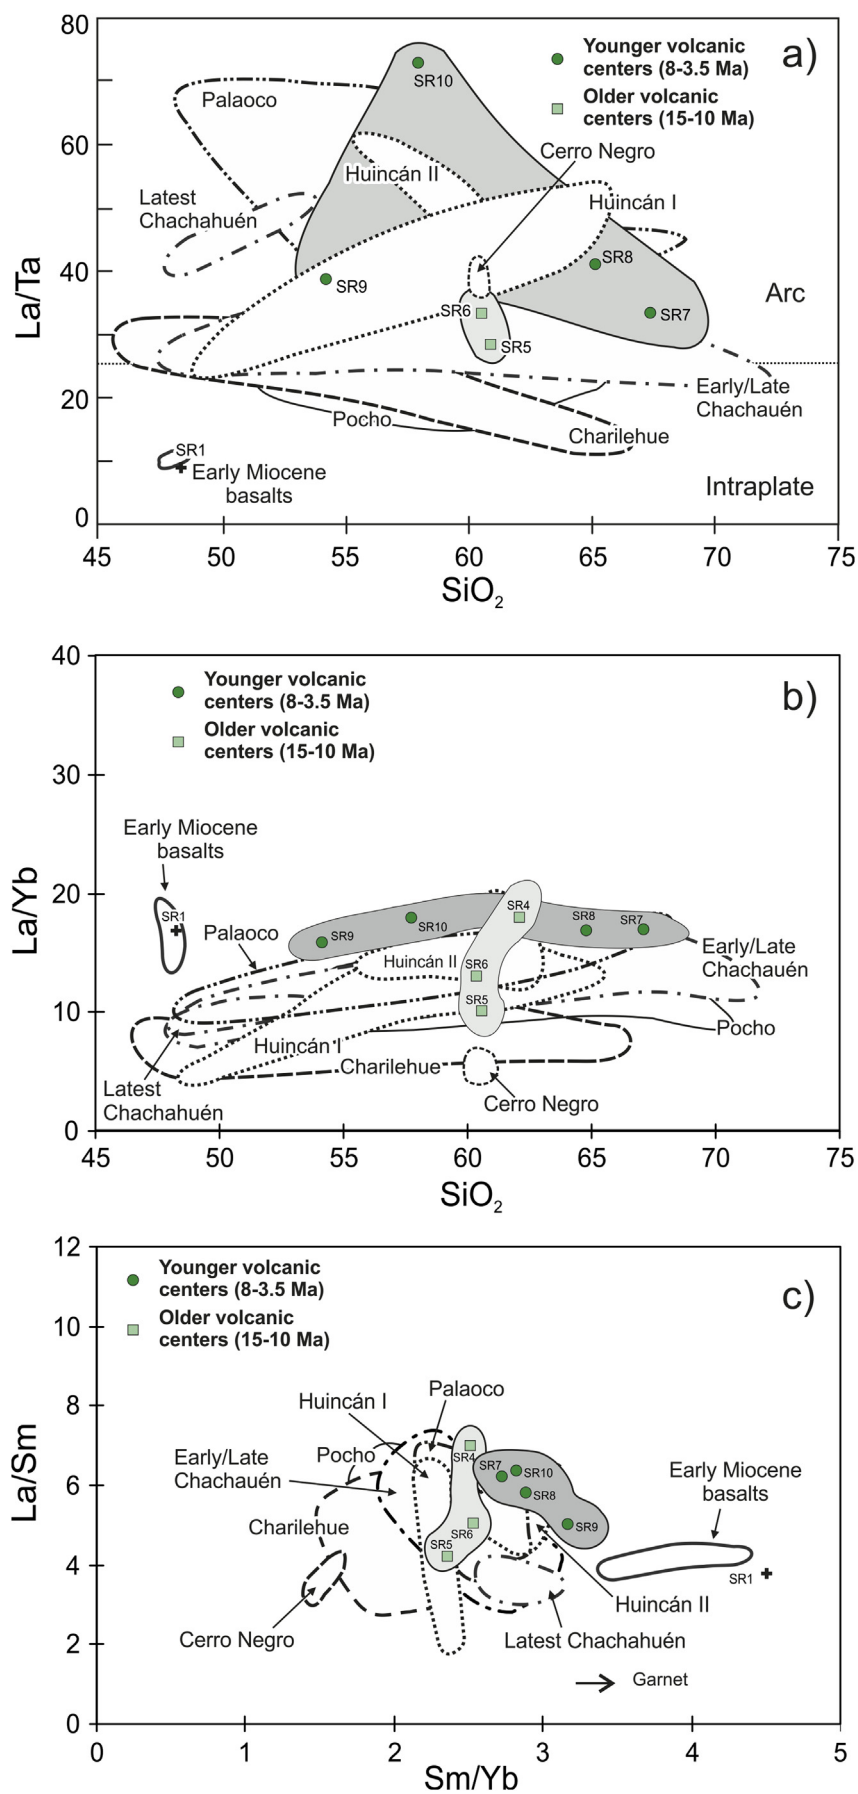 80
60
40
20
0
La/Ta
Younger volcanic
centers (8-3.5 Ma)
Older volcanic
centers (15-10 Ma)
a)
SR10
Palaoco
Cerro Negro
Huincán II
Latest
Chachahuén
Huincán I
SR8
SR9
Arc
SR6
SR7
SR5
Early/Late
Chachauén
Pocho
Charilehue
SR1
Early Miocene
basalts
Intraplate
45
50
55
60
65
70
75
SiO₂
40
30
20
10
0
La/Yb
Younger volcanic
centers (8-3.5 Ma)
Older volcanic
centers (15-10 Ma)
b)
Early Miocene
basalts
SR1
SR4
SR9
SR10
SR8
SR7
Palaoco
Huincán II
SR6
Early/Late
Chachauén
SR5
Pocho
Huincán I
Charilehue
Latest
Chachahuén
Cerro Negro
45
50
55
60
65
70
75
SiO₂
12
10
8
6
4
2
0
La/Sm
Younger volcanic
centers (8-3.5 Ma)
Older volcanic
centers (15-10 Ma)
c)
Palaoco
Huincán I
Pocho
SR4
SR7
SR10
Early/Late
Chachauén
SR8
Early Miocene
basalts
Charilehue
SR6
SR9
SR5
SR1
Huincán II
Cerro Negro
Latest Chachahuén
Garnet
0
1
2
3
4
5
Sm/Yb